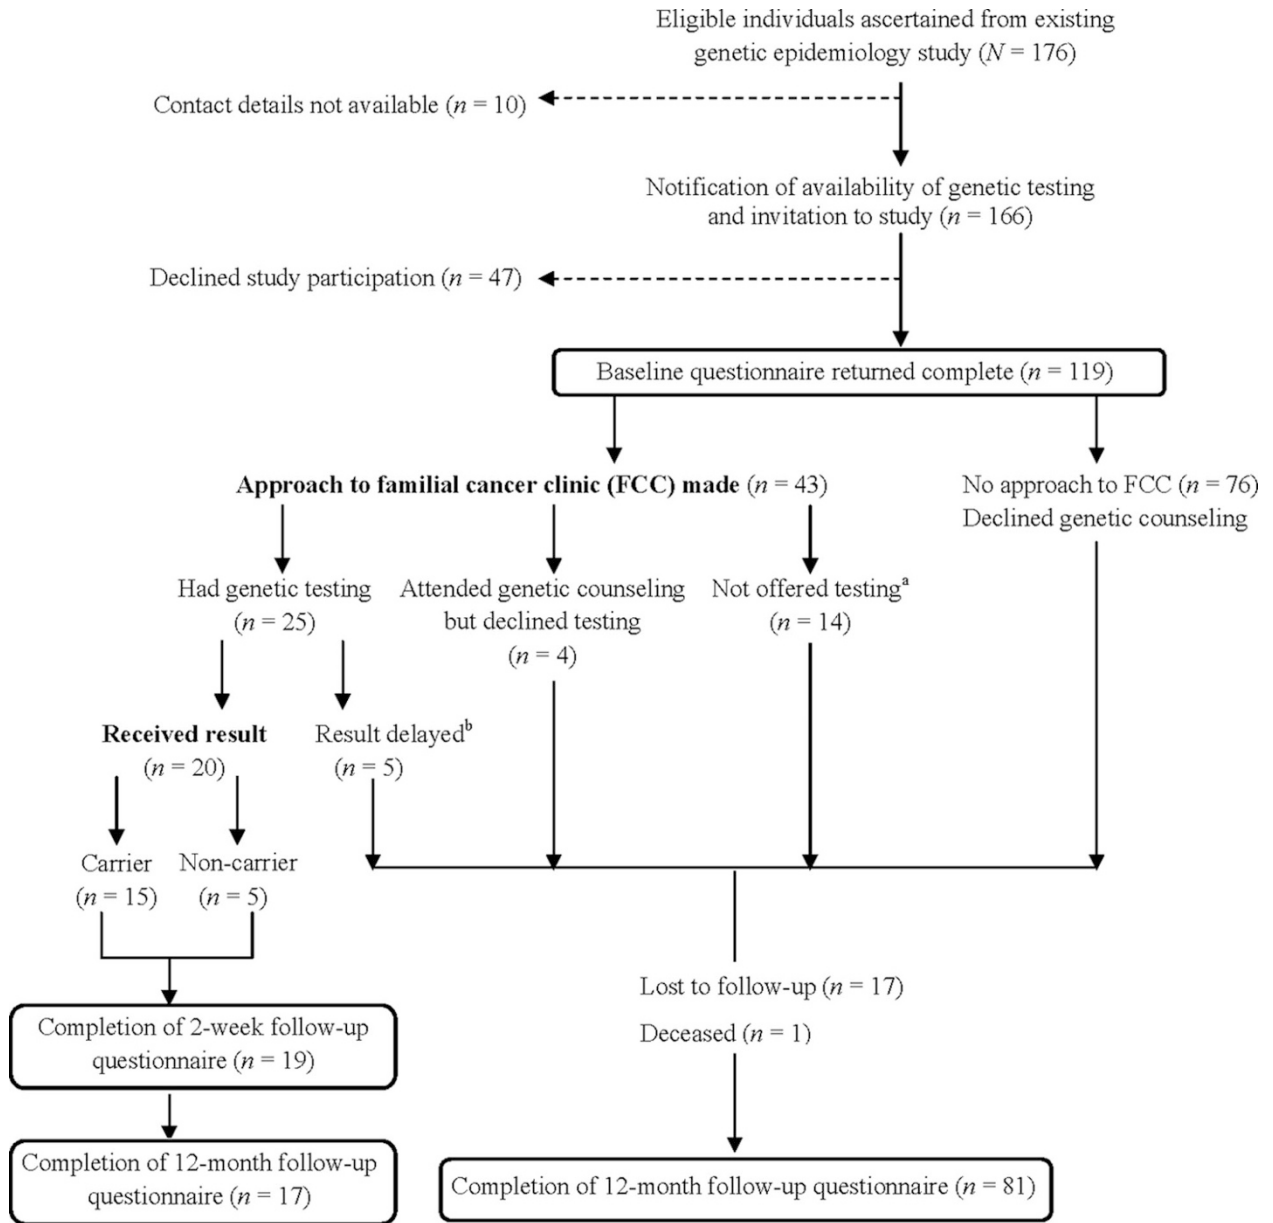 Eligible individuals ascertained from existing
genetic epidemiology study (N = 176)
Contact details not available (n = 10)
Notification of availability of genetic testing
and invitation to study (n = 166)
Declined study participation (n = 47)
Baseline questionnaire returned complete (n = 119)
Approach to familial cancer clinic (FCC) made (n = 43)
No approach to FCC (n = 76)
Declined genetic counseling
Had genetic testing
(n = 25)
Attended genetic counseling
but declined testing
(n = 4)
Not offered testingᵃ
(n = 14)
Received result
(n = 20)
Result delayedᵇ
(n = 5)
Carrier
(n = 15)
Non-carrier
(n = 5)
Lost to follow-up (n = 17)
Deceased (n = 1)
Completion of 2-week follow-up
questionnaire (n = 19)
Completion of 12-month follow-up
questionnaire (n = 17)
Completion of 12-month follow-up questionnaire (n = 81)